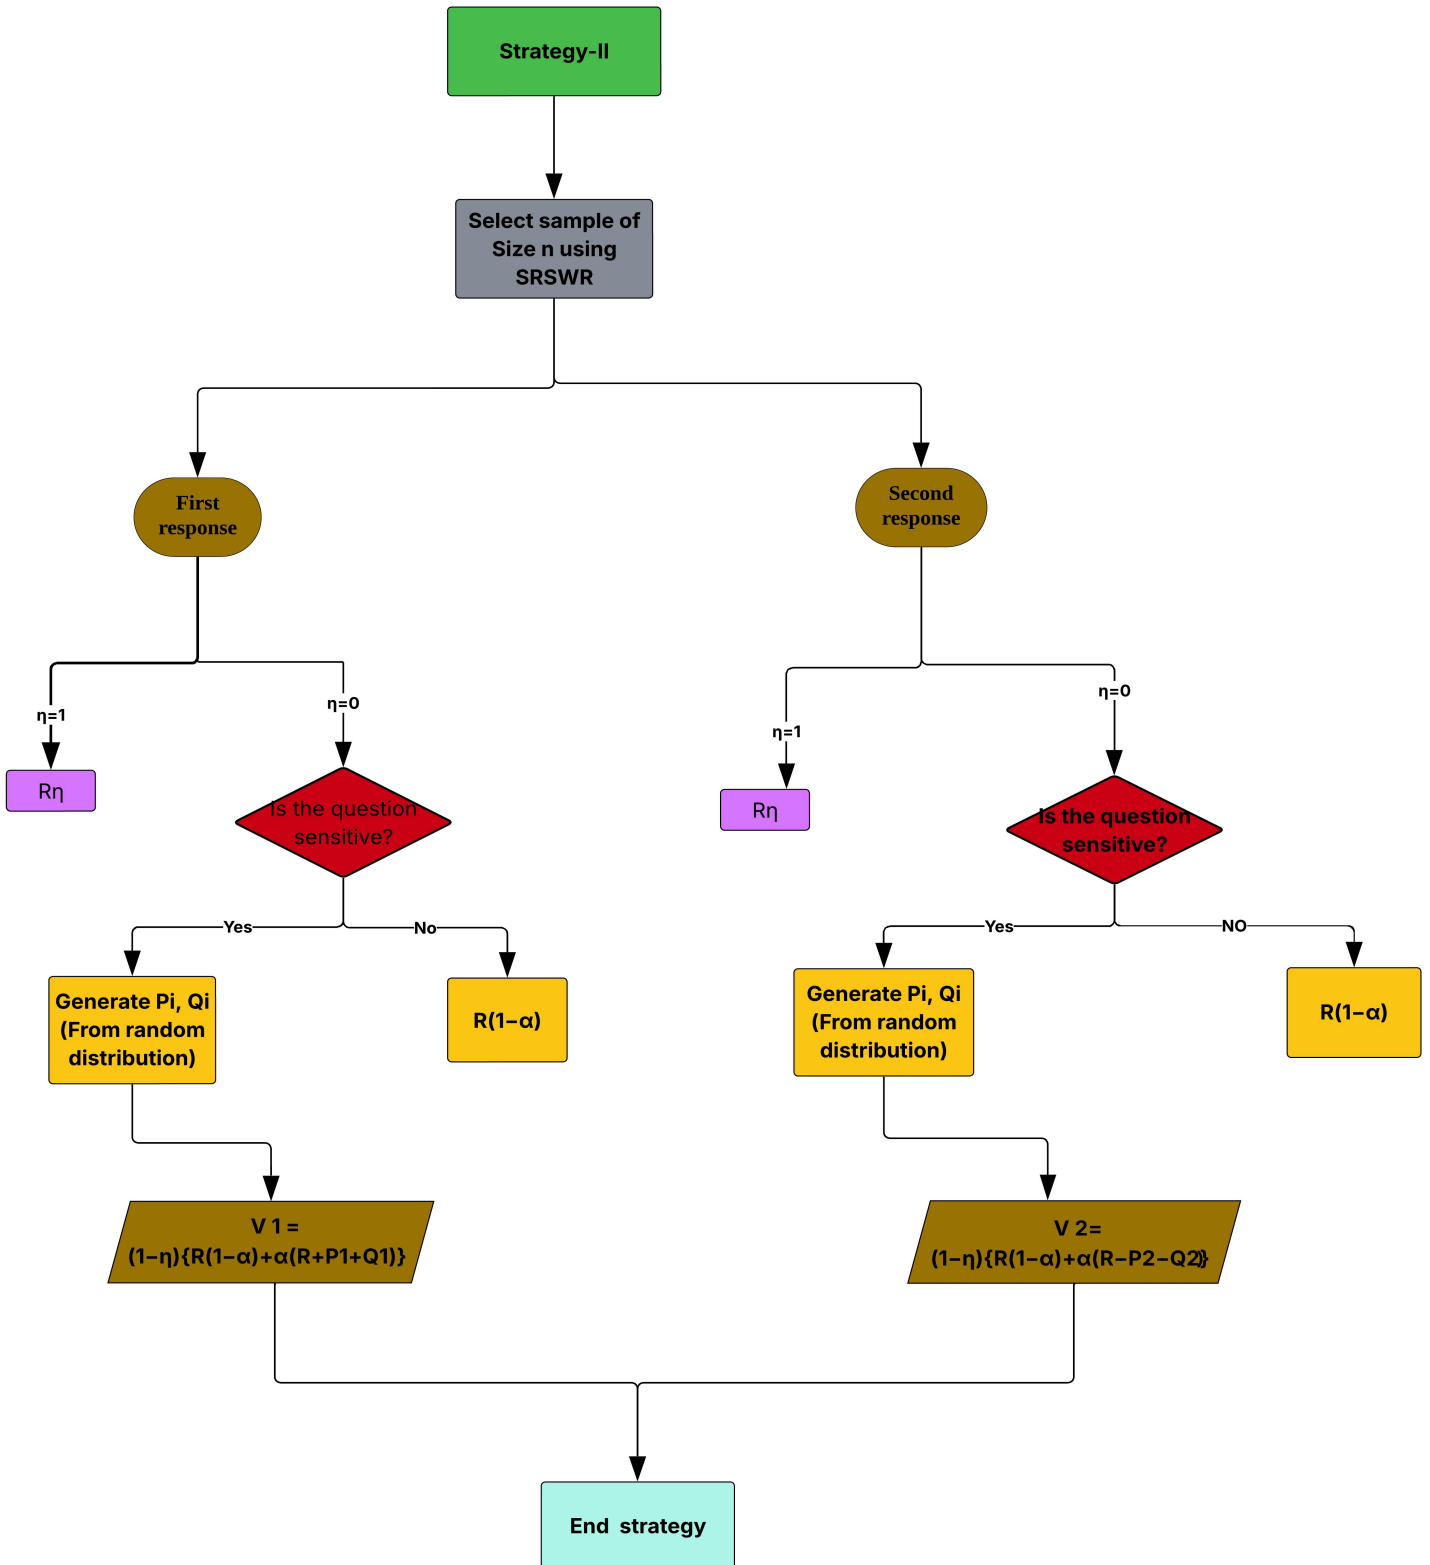 Strategy-II
Select sample of
Size n using
SRSWR
First
response
Second
response
η=1
η=0
η=1
η=0
Rη
Is the question
sensitive?
Rη
Is the question
sensitive?
Yes
No
Yes
NO
Generate Pi, Qi
(From random
distribution)
R(1−α)
Generate Pi, Qi
(From random
distribution)
R(1−α)
V 1 =
(1−η){R(1−α)+α(R+P1+Q1)}
V 2=
(1−η){R(1−α)+α(R−P2−Q2)}
End strategy